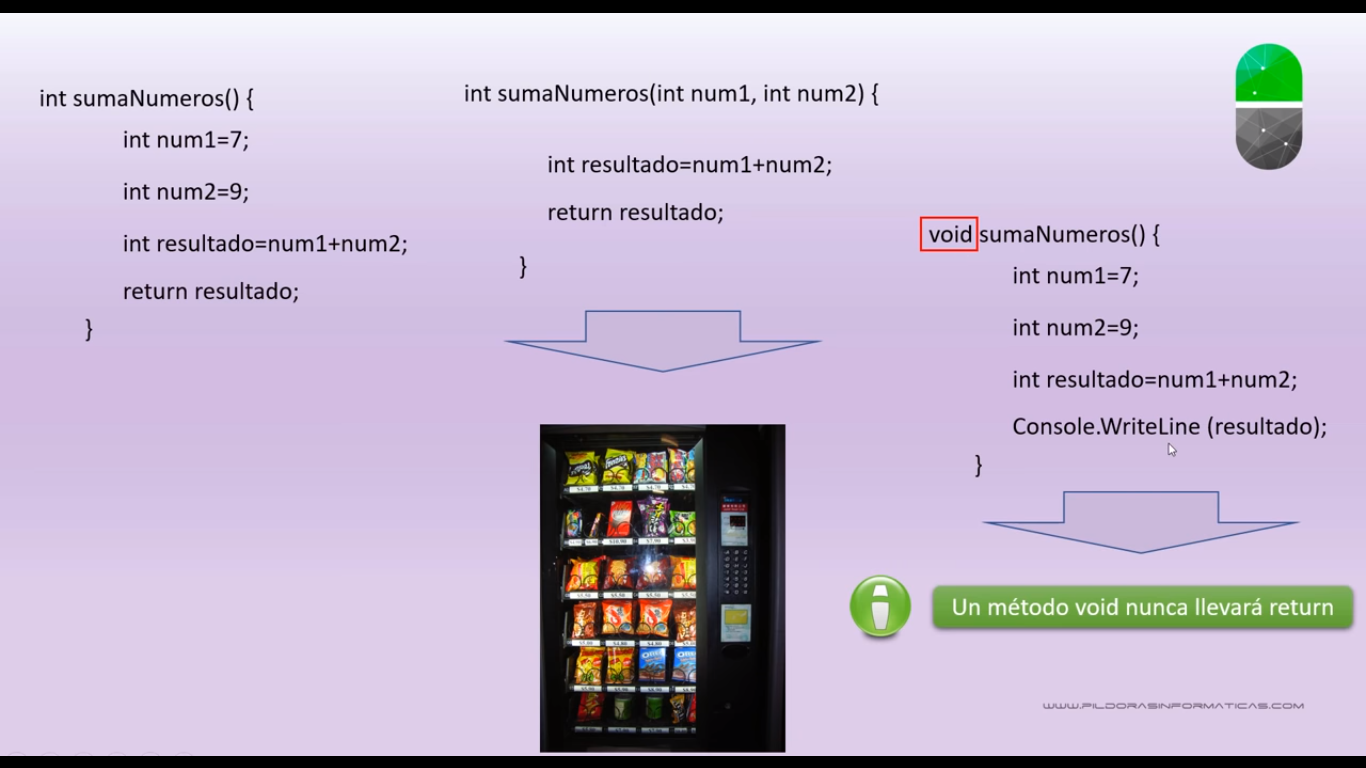 int sumaNumeros() {
int num1=7;
int num2=9;
int resultado=num1+num2;
return resultado;
}
int sumaNumeros(int num1, int num2) {
int resultado=num1+num2;
return resultado;
}
void sumaNumeros() {
int num1=7;
int num2=9;
int resultado=num1+num2;
Console.WriteLine (resultado);
}
Un método void nunca llevará return
WWW.PILDORASINFORMATICAS.COM